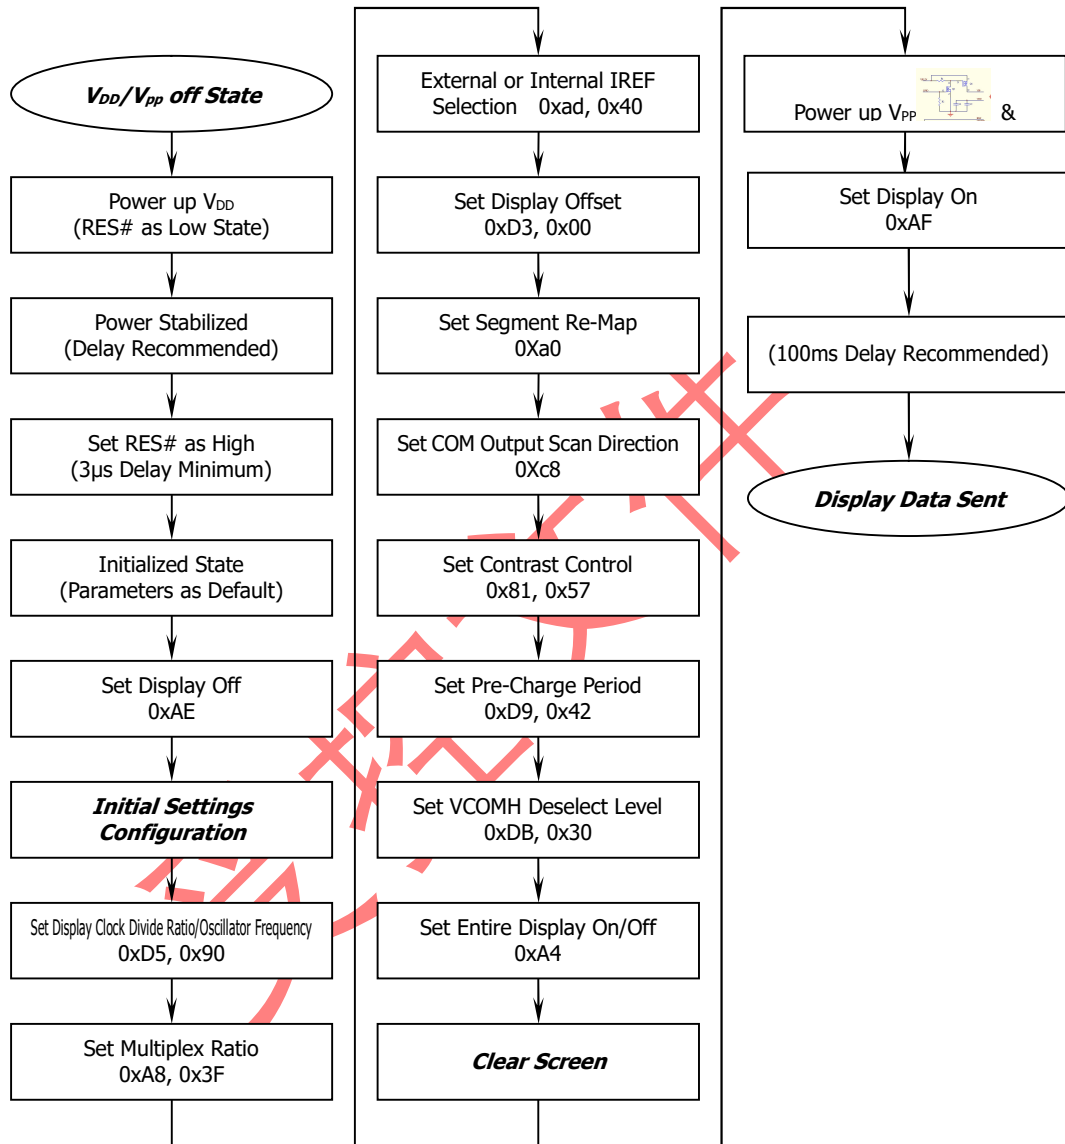 V_DD/V_pp off State
Power up V_DD
(RES# as Low State)
Power Stabilized
(Delay Recommended)
Set RES# as High
(3µs Delay Minimum)
Initialized State
(Parameters as Default)
Set Display Off
0xAE
Initial Settings
Configuration
Set Display Clock Divide Ratio/Oscillator Frequency
0xD5, 0x90
Set Multiplex Ratio
0xA8, 0x3F
External or Internal IREF
Selection 0xad, 0x40
Set Display Offset
0xD3, 0x00
Set Segment Re-Map
0Xa0
Set COM Output Scan Direction
0Xc8
Set Contrast Control
0x81, 0x57
Set Pre-Charge Period
0xD9, 0x42
Set VCOMH Deselect Level
0xDB, 0x30
Set Entire Display On/Off
0xA4
Clear Screen
Power up V_PP &
Set Display On
0xAF
(100ms Delay Recommended)
Display Data Sent